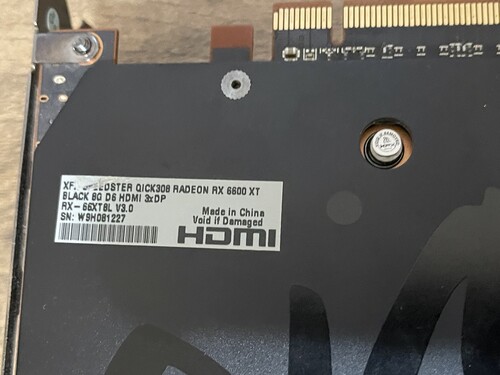 SPEEDSTER QICK308 RADEON RX 6600 XT
BLACK 8G D6 HDMI 3xDP
RX-66XT8L V3.0
Made in China
SN: W9H081227
Void if Damaged
HDMI